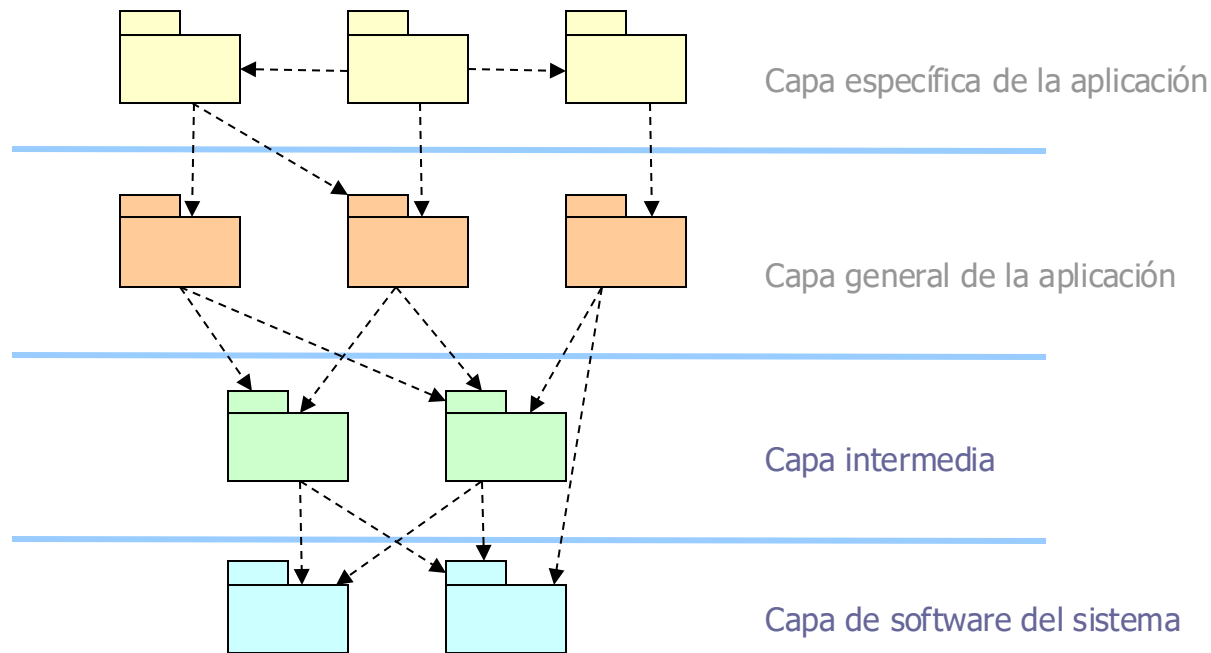 Capa específica de la aplicación
Capa general de la aplicación
Capa intermedia
Capa de software del sistema